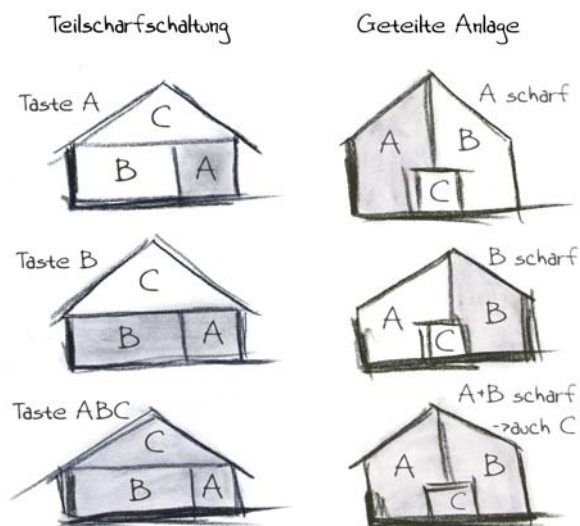 Teilscharfschaltung
Taste A
C
B A
Taste B
C
B A
Taste ABC
C
B A
Geteilte Anlage
A scharf
A B
C
B scharf
A B
C
A+B scharf
->auch C
A B
C